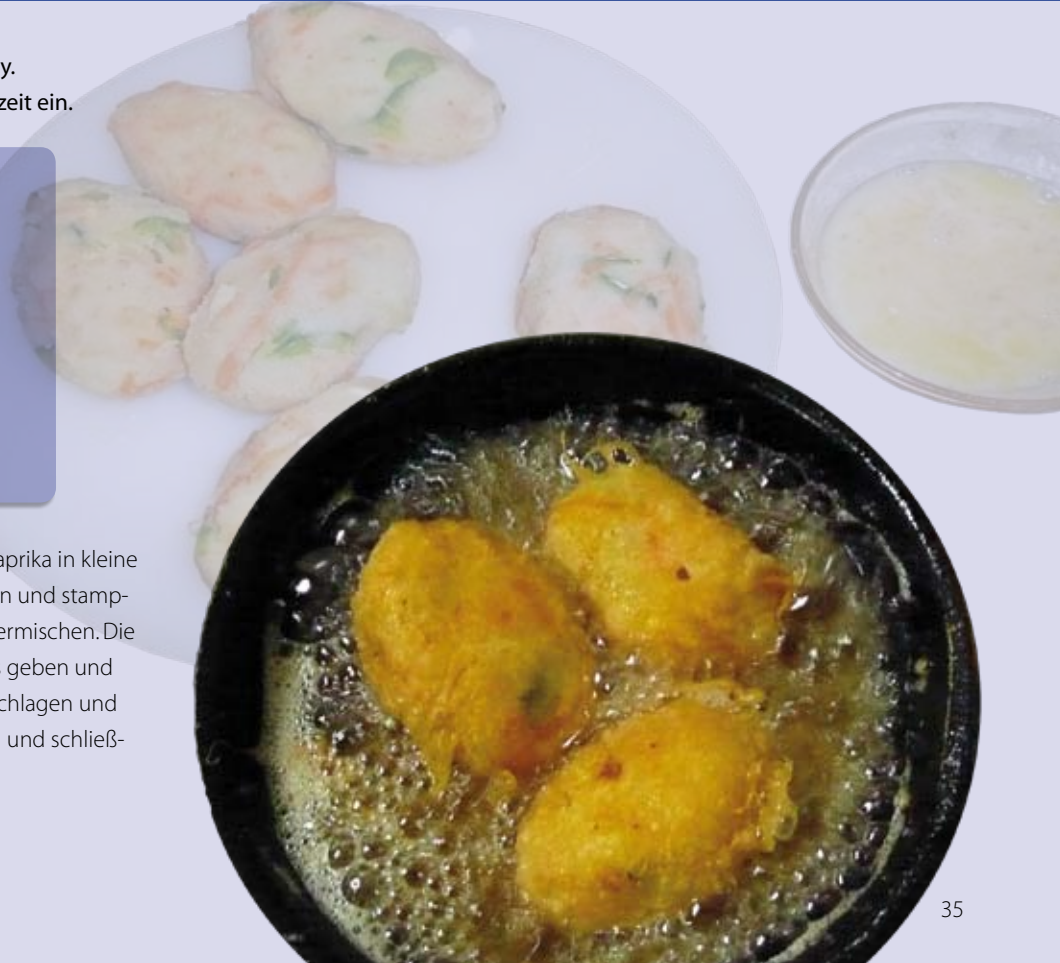 y.
zeit ein.
aprika in kleine
n und stamp-
ermischen. Die
s geben und
chlagen und
und schließ-
35